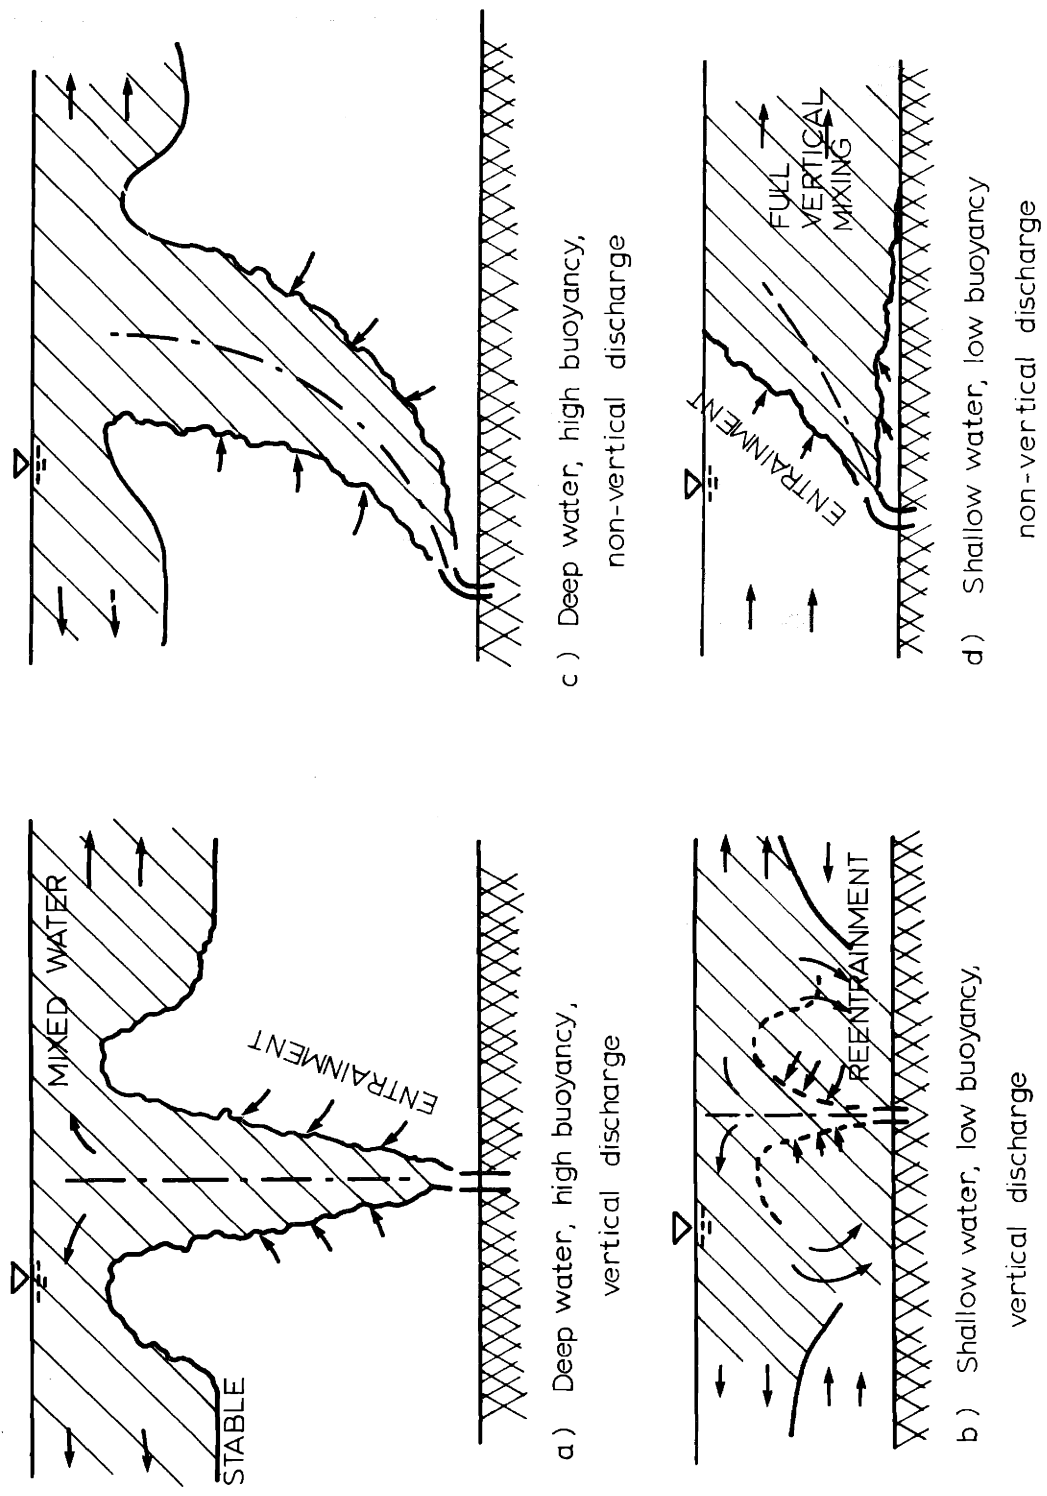 MIXED WATER
ENTRAINMENT
STABLE
a) Deep water, high buoyancy,
vertical discharge
REENTRAINMENT
b) Shallow water, low buoyancy,
vertical discharge
c) Deep water, high buoyancy,
non-vertical discharge
ENTRAINMENT
FULL
VERTICAL
MIXING
d) Shallow water, low buoyancy
non-vertical discharge